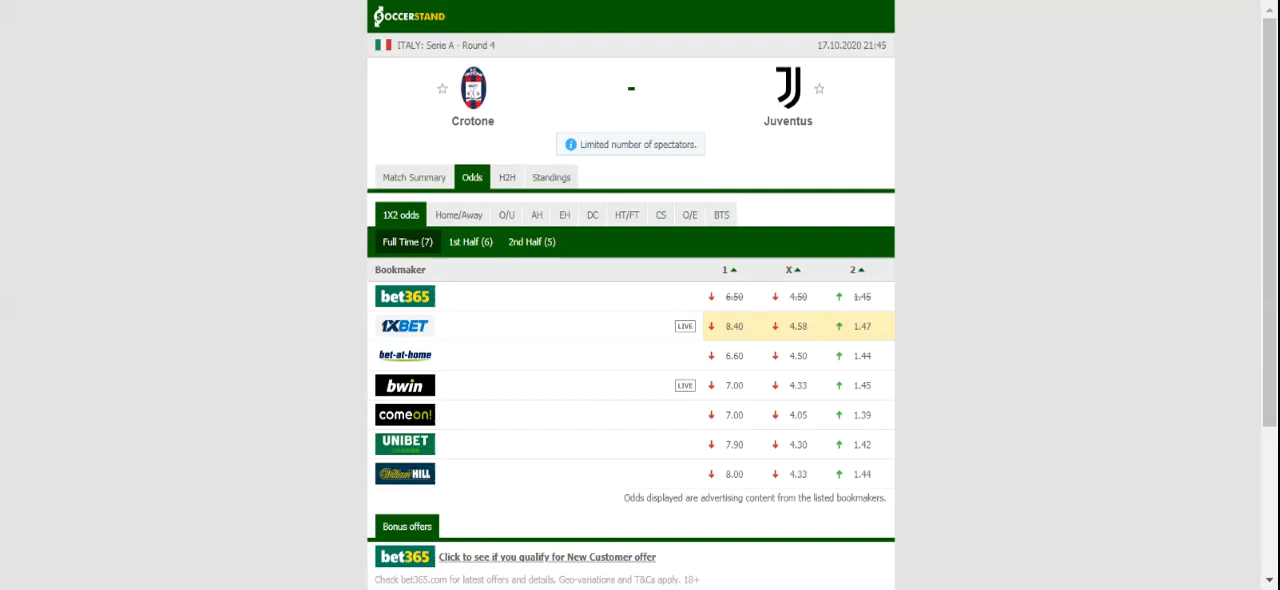 SOCCERSTAND
ITALY: Serie A - Round 4 17.10.2020 21:45
-
Crotone Juventus
Limited number of spectators.
Match Summary Odds H2H Standings
1X2 odds Home/Away O/U AH EH DC HT/FT CS O/E BTS
Full Time (7) 1st Half (6) 2nd Half (5)
Bookmaker 1 X 2
bet365 6.50 4.50 1.45
1XBET LIVE 8.40 4.58 1.47
bet-at-home 6.60 4.50 1.44
bwin LIVE 7.00 4.33 1.45
comeon! 7.00 4.05 1.39
UNIBET 7.90 4.30 1.42
William HILL 8.00 4.33 1.44
Odds displayed are advertising content from the listed bookmakers.
Bonus offers
bet365 Click to see if you qualify for New Customer offer
Check bet365.com for latest offers and details. Geo-variations and T&Cs apply. 18+